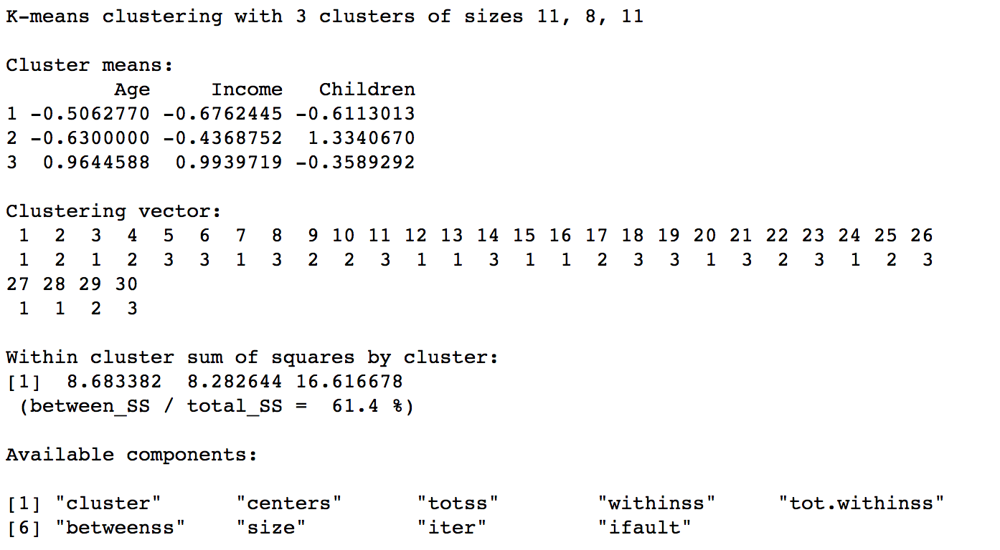 K-means clustering with 3 clusters of sizes 11, 8, 11

Cluster means:
         Age     Income   Children
1 -0.5062770 -0.6762445 -0.6113013
2 -0.6300000 -0.4368752  1.3340670
3  0.9644588  0.9939719 -0.3589292

Clustering vector:
 1  2  3  4  5  6  7  8  9 10 11 12 13 14 15 16 17 18 19 20 21 22 23 24 25 26
 1  2  1  2  3  3  1  3  2  2  3  1  1  3  1  1  2  3  3  1  3  2  3  1  2  3
27 28 29 30
 1  1  2  3

Within cluster sum of squares by cluster:
[1]  8.683382  8.282644 16.616678
 (between_SS / total_SS =  61.4 %)

Available components:

[1] "cluster"      "centers"      "totss"        "withinss"     "tot.withinss"
[6] "betweenss"    "size"         "iter"         "ifault"